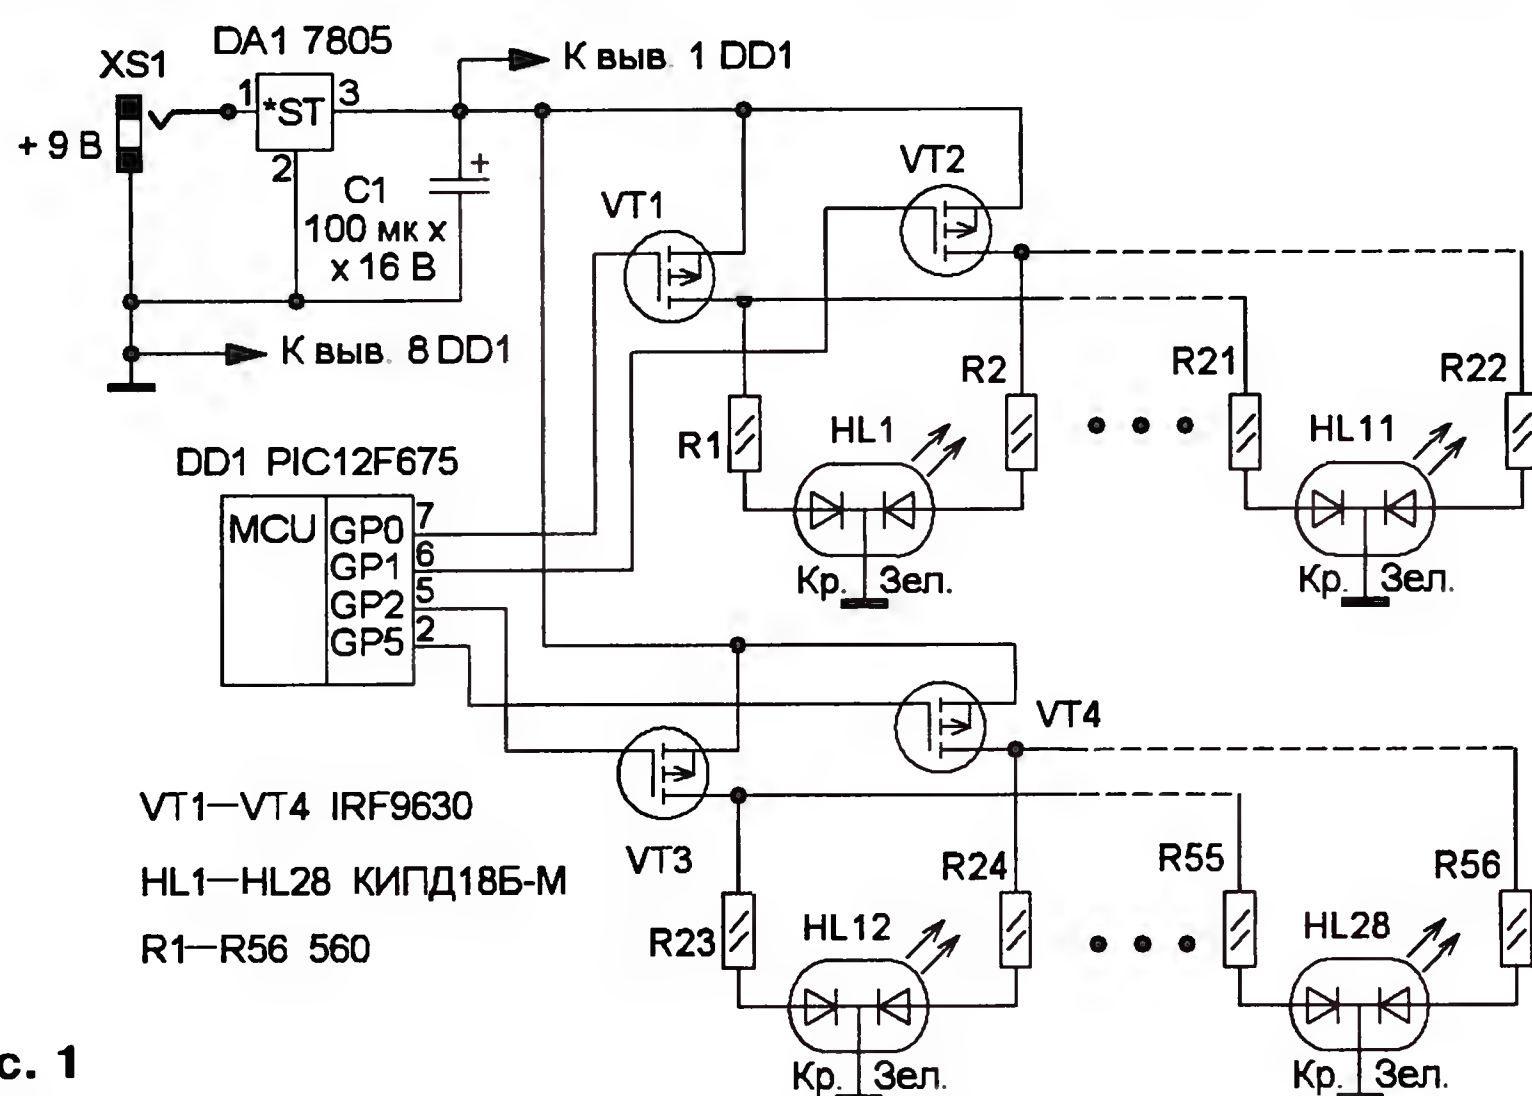 DA1 7805
К выв. 1 DD1
XS1
1
*ST
3
+ 9 В
2
+
C1
100 мк х
х 16 В
VT1
VT2
К выв. 8 DD1
R1
R2
R21
R22
HL1
HL11
Кр. Зел.
Кр. Зел.
DD1 PIC12F675
MCU
GP0 7
GP1 6
GP2 5
GP5 2
VT4
VT3
VT1—VT4 IRF9630
HL1—HL28 КИПД18Б-М
R1—R56 560
R23
R24
R55
R56
HL12
HL28
Кр. Зел.
Кр. Зел.
с. 1